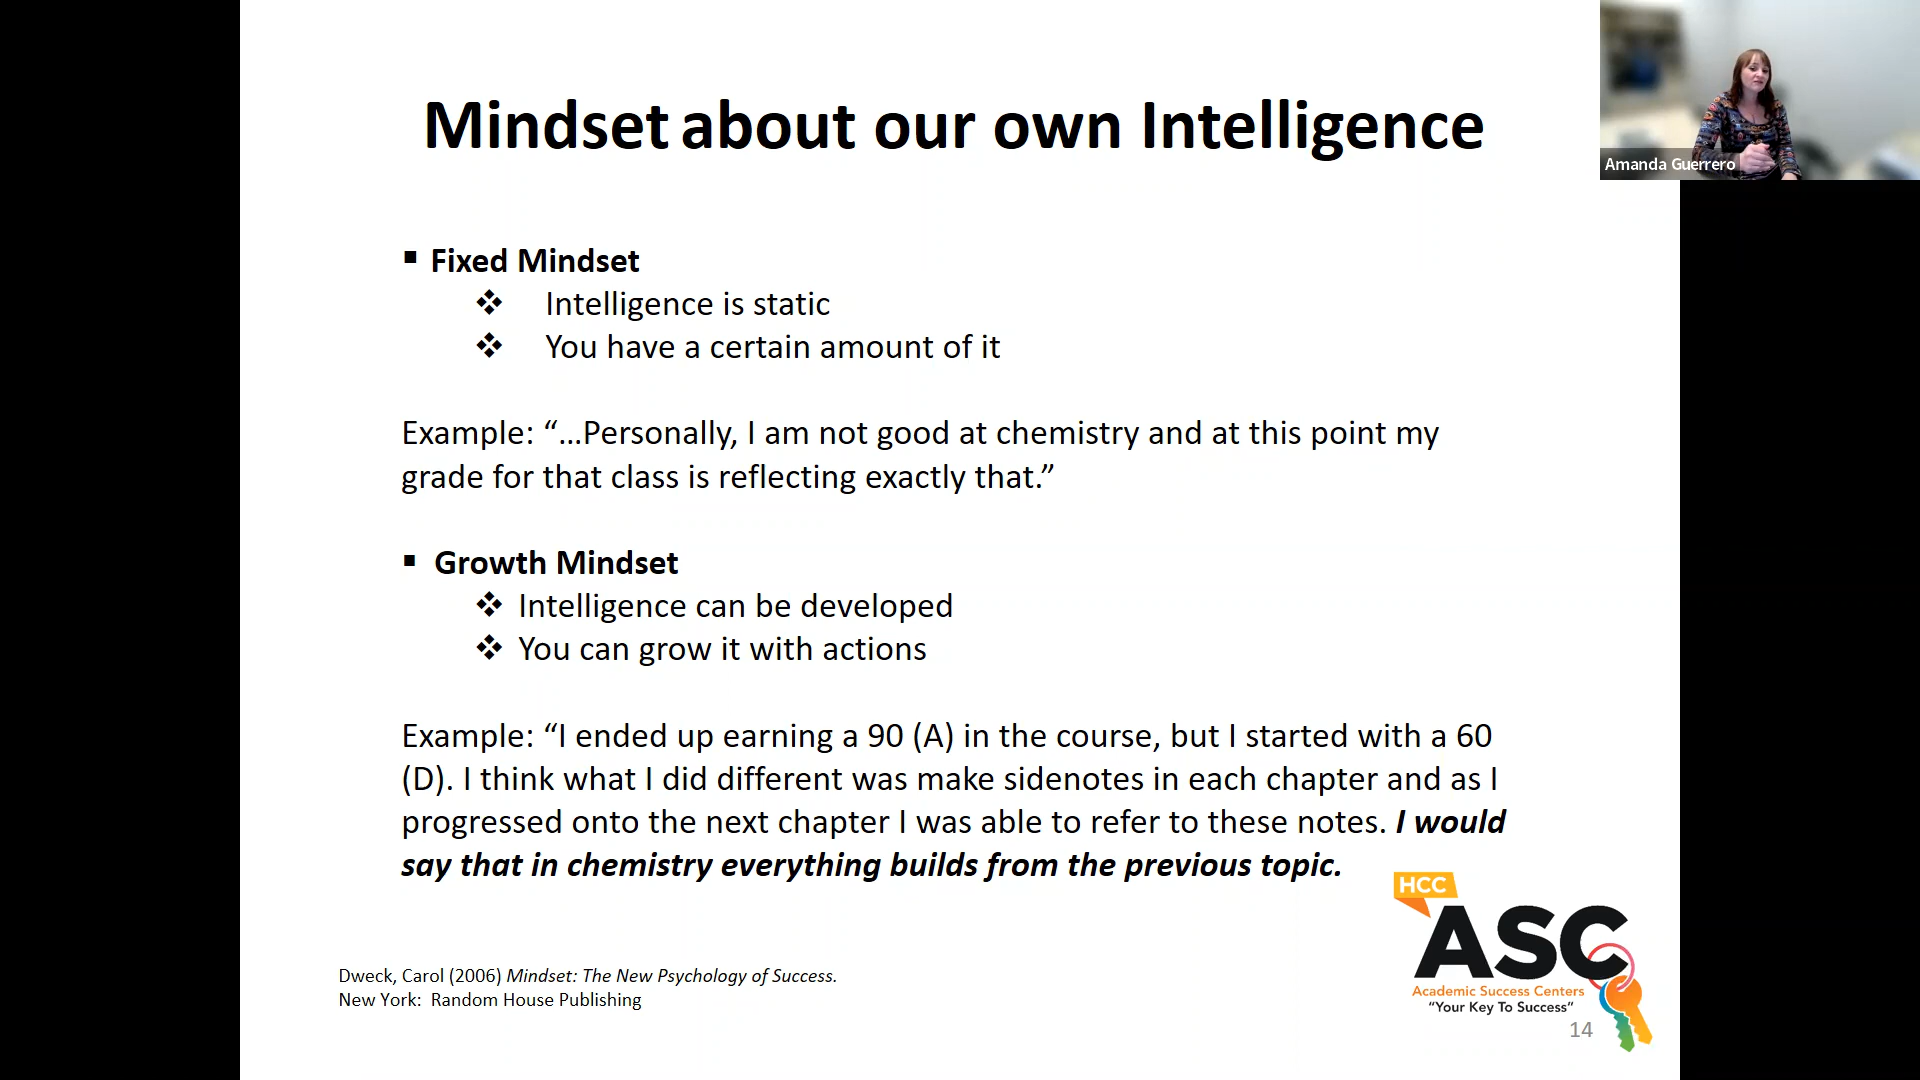 Mindset about our own Intelligence
Amanda Guerrero
▪ Fixed Mindset
❖ Intelligence is static
❖ You have a certain amount of it
Example: “…Personally, I am not good at chemistry and at this point my
grade for that class is reflecting exactly that.”
▪ Growth Mindset
❖ Intelligence can be developed
❖ You can grow it with actions
Example: “I ended up earning a 90 (A) in the course, but I started with a 60
(D). I think what I did different was make sidenotes in each chapter and as I
progressed onto the next chapter I was able to refer to these notes. I would
say that in chemistry everything builds from the previous topic.
HCC
ASC
Academic Success Centers
“Your Key To Success”
Dweck, Carol (2006) Mindset: The New Psychology of Success.
New York: Random House Publishing
14